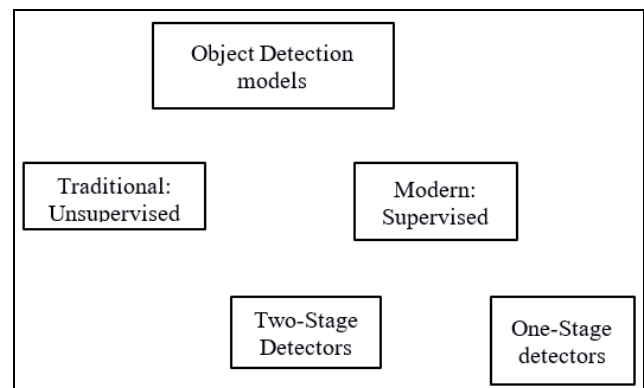 Object Detection
models
Traditional:
Unsupervised
Modern:
Supervised
Two-Stage
Detectors
One-Stage
detectors